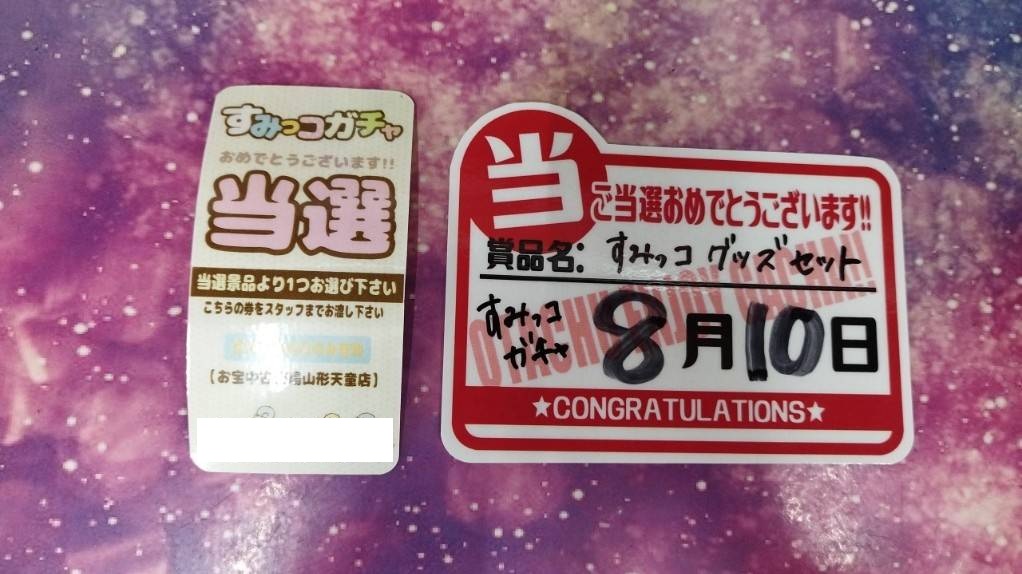 すみっコガチャ
おめでとうございます!!
当選
当選景品より1つお選び下さい
こちらの券をスタッフまでお渡し下さい
【お宝中古市場山形天童店】
当
ご当選おめでとうございます!!
賞品名: すみっコ グッズ セット
すみっコ
ガチャ
8月10日
★CONGRATULATIONS★